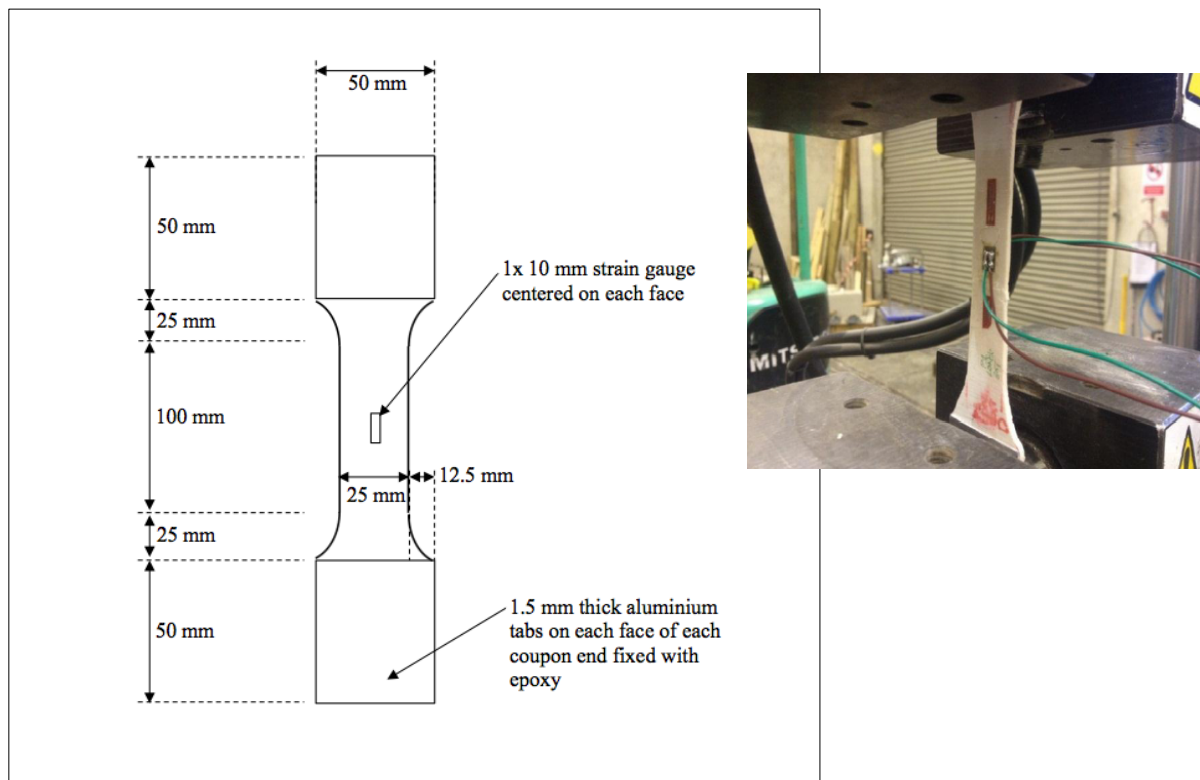 50 mm
50 mm
1x 10 mm strain gauge
centered on each face
25 mm
100 mm
12.5 mm
25 mm
25 mm
1.5 mm thick aluminium
tabs on each face of each
coupon end fixed with
epoxy
50 mm
MITS